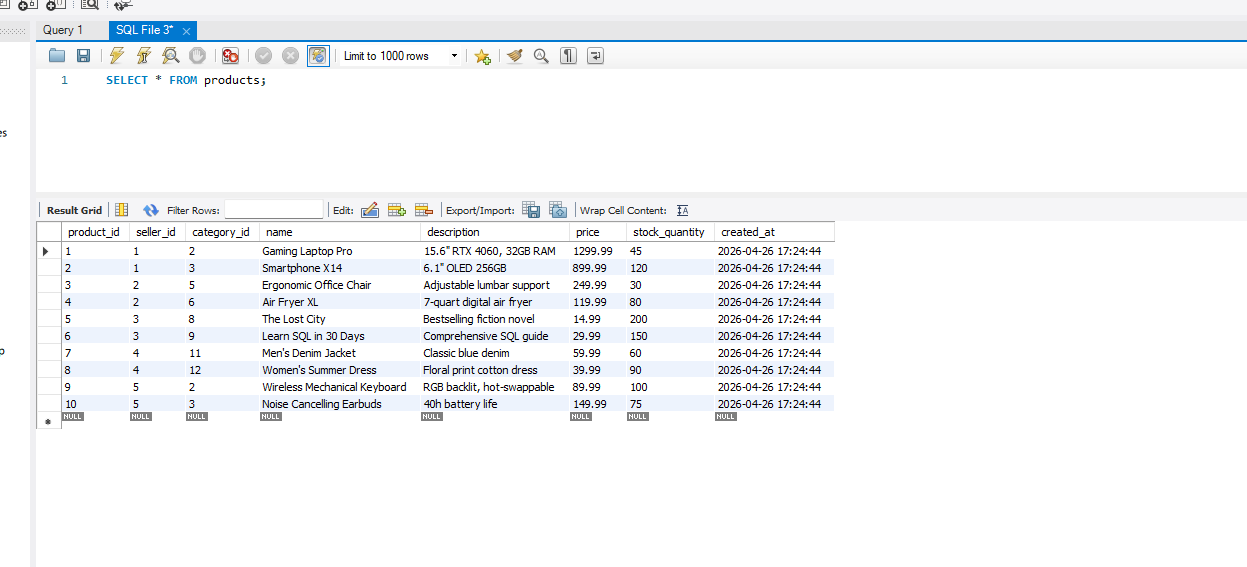 Query 1 SQL File 3*
Limit to 1000 rows
1 SELECT * FROM products;
es
p
Result Grid Filter Rows: Edit: Export/Import: Wrap Cell Content:
product_id seller_id category_id name description price stock_quantity created_at
1 1 2 Gaming Laptop Pro 15.6" RTX 4060, 32GB RAM 1299.99 45 2026-04-26 17:24:44
2 1 3 Smartphone X14 6.1" OLED 256GB 899.99 120 2026-04-26 17:24:44
3 2 5 Ergonomic Office Chair Adjustable lumbar support 249.99 30 2026-04-26 17:24:44
4 2 6 Air Fryer XL 7-quart digital air fryer 119.99 80 2026-04-26 17:24:44
5 3 8 The Lost City Bestselling fiction novel 14.99 200 2026-04-26 17:24:44
6 3 9 Learn SQL in 30 Days Comprehensive SQL guide 29.99 150 2026-04-26 17:24:44
7 4 11 Men's Denim Jacket Classic blue denim 59.99 60 2026-04-26 17:24:44
8 4 12 Women's Summer Dress Floral print cotton dress 39.99 90 2026-04-26 17:24:44
9 5 2 Wireless Mechanical Keyboard RGB backlit, hot-swappable 89.99 100 2026-04-26 17:24:44
10 5 3 Noise Cancelling Earbuds 40h battery life 149.99 75 2026-04-26 17:24:44
NULL NULL NULL NULL NULL NULL NULL NULL